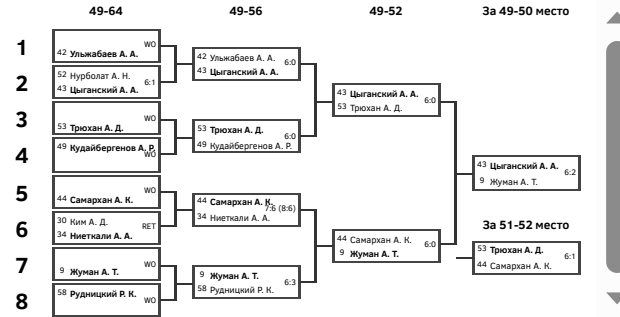 49-64
49-56
49-52
За 49-50 место
1
WO
42 Ульжабаев А. А.
2
52 Нурболат А. Н.
43 Цыганский А. А.
6:1
3
WO
53 Трюхан А. Д.
4
49 Кудайбергенов А. Р.
WO
5
WO
44 Самархан А. К.
6
30 Ким А. Д.
34 Ниеткали А. А.
RET
7
WO
9 Жуман А. Т.
8
58 Рудницкий Р. К.
WO
42 Ульжабаев А. А.
43 Цыганский А. А.
6:0
53 Трюхан А. Д.
49 Кудайбергенов А. Р.
6:0
44 Самархан А. К.
34 Ниеткали А. А.
7:6 (8:6)
9 Жуман А. Т.
58 Рудницкий Р. К.
6:3
43 Цыганский А. А.
53 Трюхан А. Д.
6:0
44 Самархан А. К.
9 Жуман А. Т.
6:0
43 Цыганский А. А.
9 Жуман А. Т.
6:2
За 51-52 место
53 Трюхан А. Д.
44 Самархан А. К.
6:1